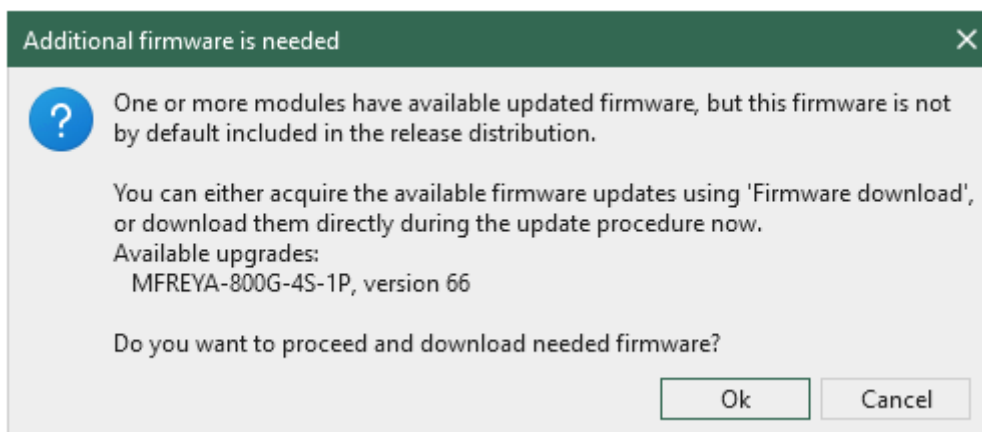 Additional firmware is needed
One or more modules have available updated firmware, but this firmware is not
by default included in the release distribution.
You can either acquire the available firmware updates using 'Firmware download',
or download them directly during the update procedure now.
Available upgrades:
MFREYA-800G-4S-1P, version 66
Do you want to proceed and download needed firmware?
Ok Cancel